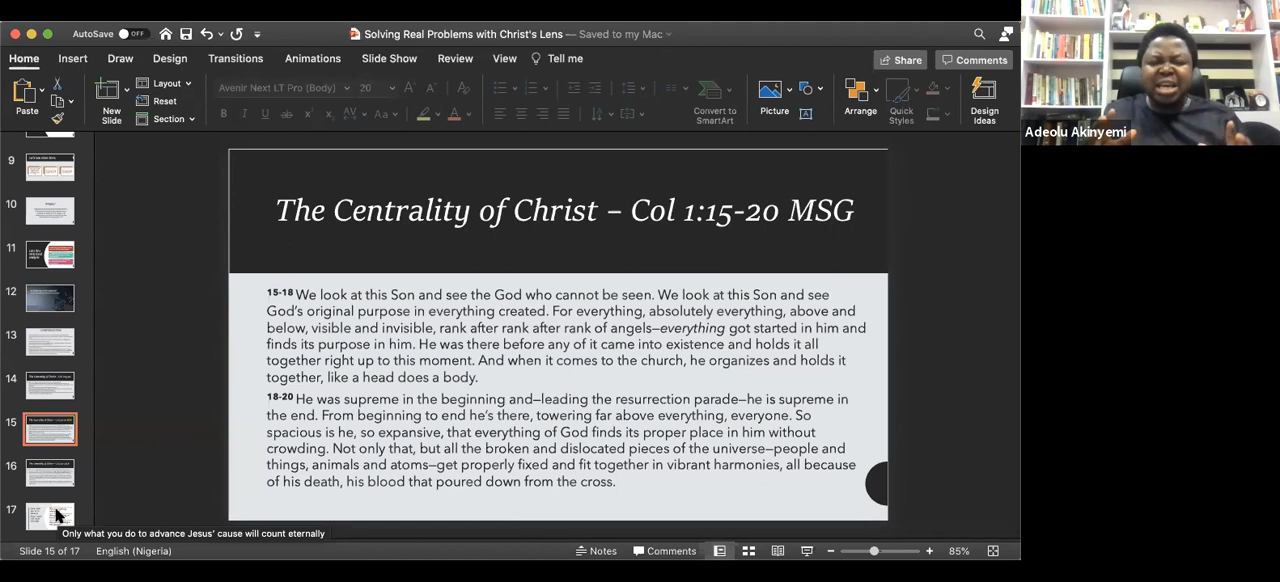 AutoSave OFF
Solving Real Problems with Christ's Lens — Saved to my Mac
Home Insert Draw Design Transitions Animations Slide Show Review View Tell me
Share Comments
Paste
New Slide
Layout
Reset
Section
Avenir Next LT Pro (Body) 20
Convert to SmartArt
Picture
Arrange
Quick Styles
Design Ideas
Adeolu Akinyemi
9
10
11
12
13
14
15
16
17
The Centrality of Christ – Col 1:15-20 MSG
15-18 We look at this Son and see the God who cannot be seen. We look at this Son and see
God's original purpose in everything created. For everything, absolutely everything, above and
below, visible and invisible, rank after rank after rank of angels—everything got started in him and
finds its purpose in him. He was there before any of it came into existence and holds it all
together right up to this moment. And when it comes to the church, he organizes and holds it
together, like a head does a body.
18-20 He was supreme in the beginning and—leading the resurrection parade—he is supreme in
the end. From beginning to end he's there, towering far above everything, everyone. So
spacious is he, so expansive, that everything of God finds its proper place in him without
crowding. Not only that, but all the broken and dislocated pieces of the universe—people and
things, animals and atoms—get properly fixed and fit together in vibrant harmonies, all because
of his death, his blood that poured down from the cross.
Only what you do to advance Jesus' cause will count eternally
Slide 15 of 17 English (Nigeria) Notes Comments 85%